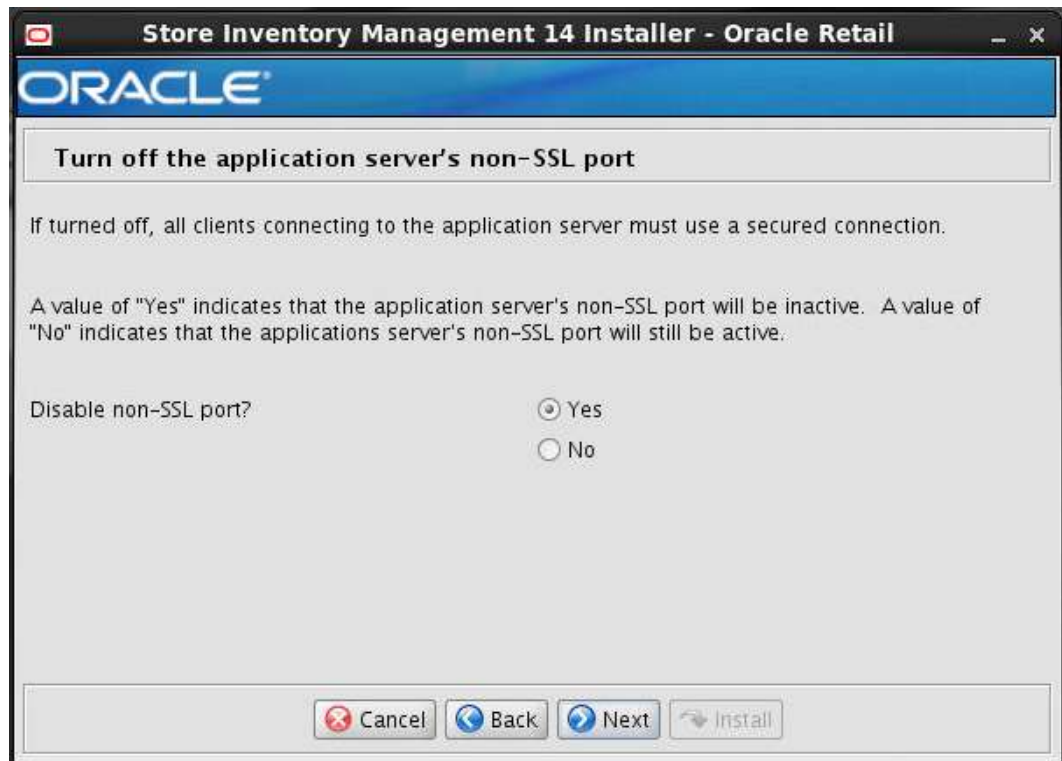 Store Inventory Management 14 Installer - Oracle Retail
ORACLE®
Turn off the application server's non-SSL port
If turned off, all clients connecting to the application server must use a secured connection.
A value of "Yes" indicates that the application server's non-SSL port will be inactive. A value of
"No" indicates that the applications server's non-SSL port will still be active.
Disable non-SSL port?
Yes
No
Cancel
Back
Next
Install